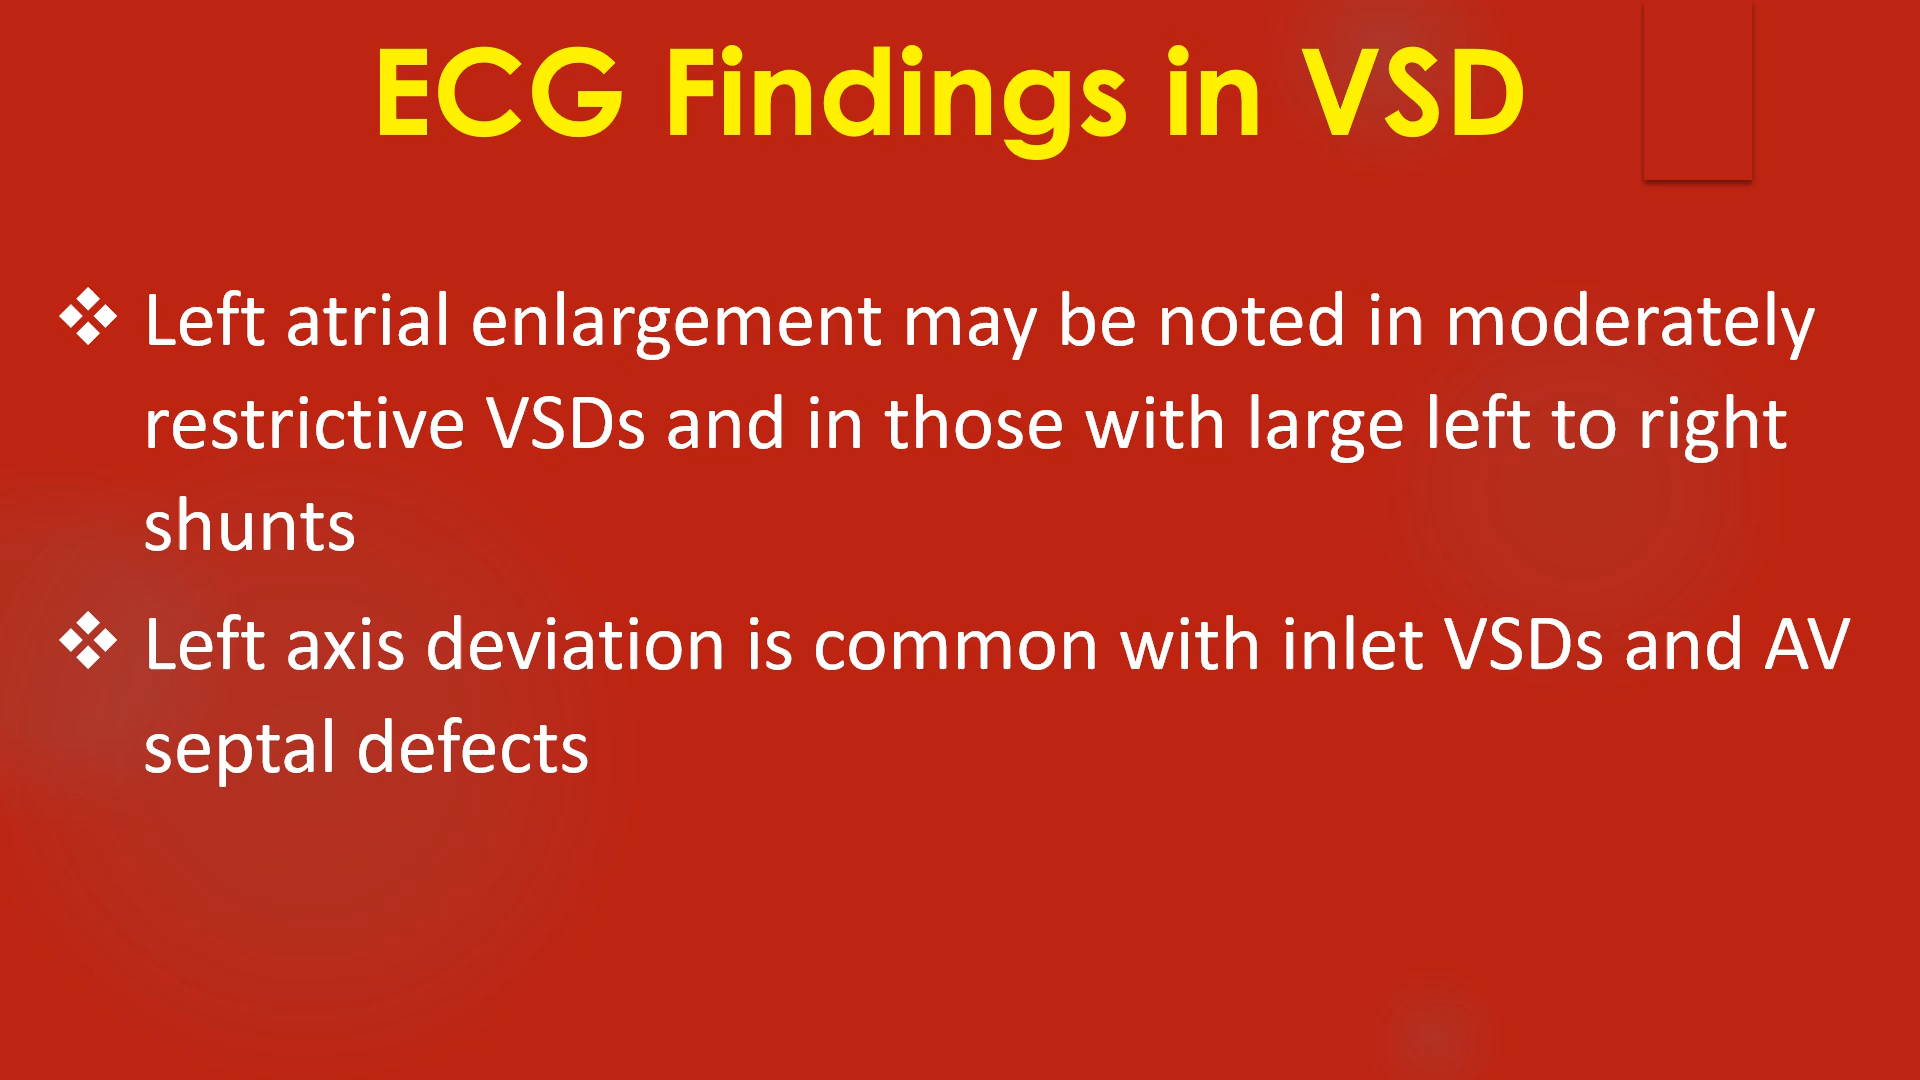 ECG Findings in VSD
❖ Left atrial enlargement may be noted in moderately
restrictive VSDs and in those with large left to right
shunts
❖ Left axis deviation is common with inlet VSDs and AV
septal defects